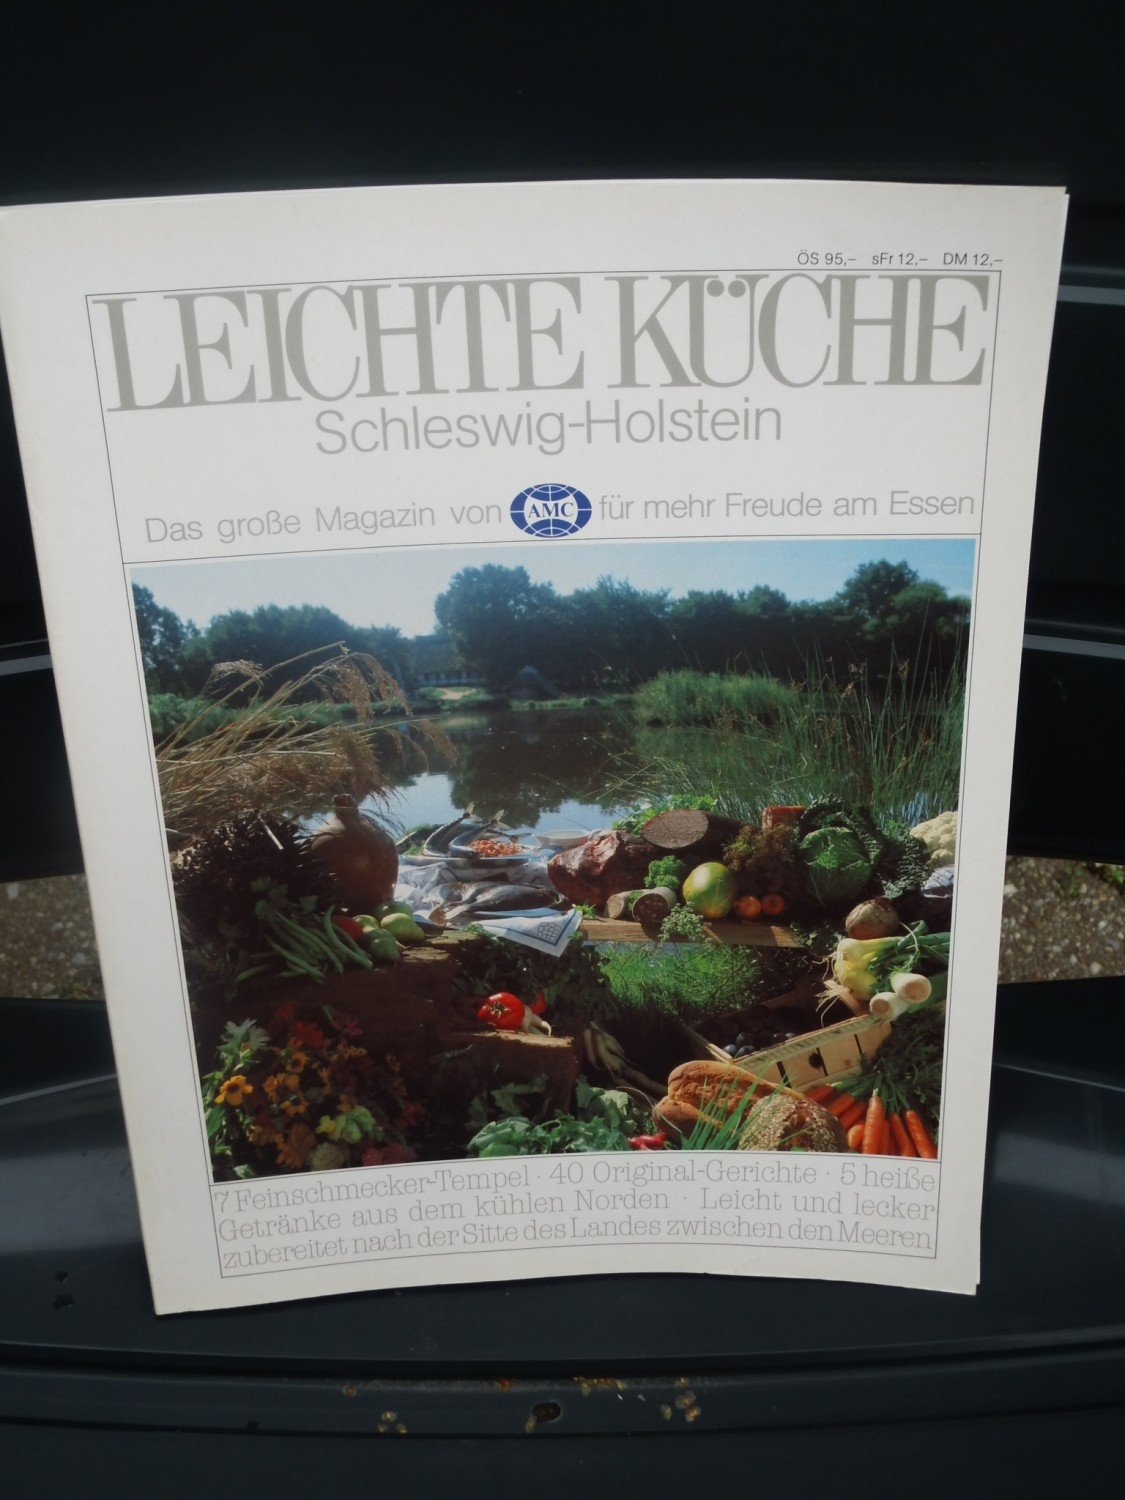 ÖS 95,– sFr 12,– DM 12,–
LEICHTE KÜCHE
Schleswig-Holstein
Das große Magazin von AMC für mehr Freude am Essen
7 Feinschmecker-Tempel · 40 Original-Gerichte · 5 heiße
Getränke aus dem kühlen Norden · Leicht und lecker
zubereitet nach der Sitte des Landes zwischen den Meeren